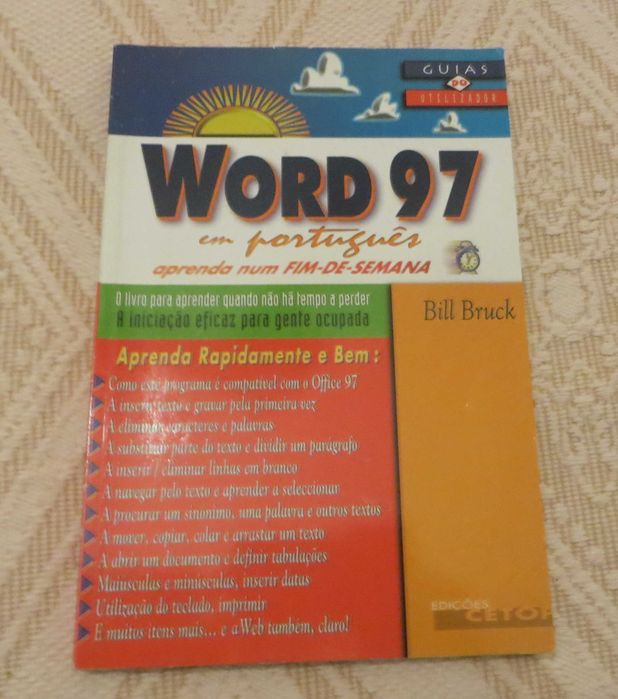 GUIAS
DO
UTILIZADOR
WORD 97
em português
aprenda num FIM-DE-SEMANA
O livro para aprender quando não há tempo a perder
A iniciação eficaz para gente ocupada
Bill Bruck
Aprenda Rapidamente e Bem :
Como este programa é compatível com o Office 97
A inserir texto e gravar pela primeira vez
A eliminar caracteres e palavras
A substituir parte do texto e dividir um parágrafo
A inserir / eliminar linhas em branco
A navegar pelo texto e aprender a seleccionar
A procurar um sinónimo, uma palavra e outros textos
A mover, copiar, colar e arrastar um texto
A abrir um documento e definir tabulações
Maiúsculas e minúsculas, inserir datas
Utilização do teclado, imprimir
E muitos itens mais... e a Web também, claro!
EDIÇÕES
CETOP